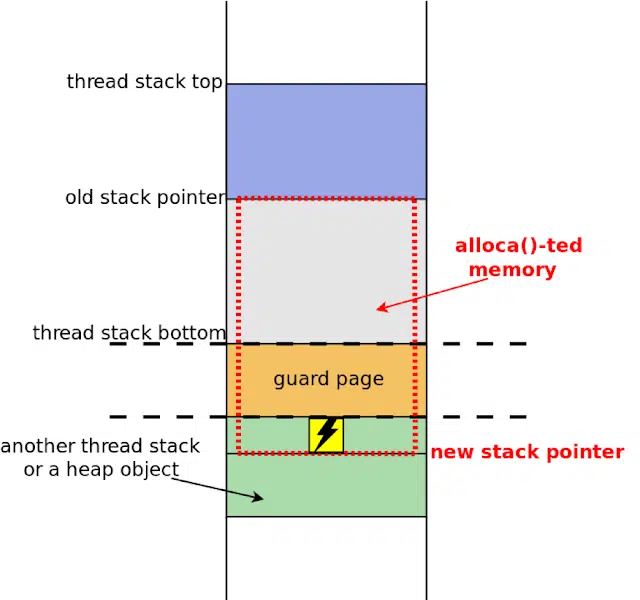 thread stack top
old stack pointer
alloca()-ted
memory
thread stack bottom
guard page
another thread stack
or a heap object
new stack pointer